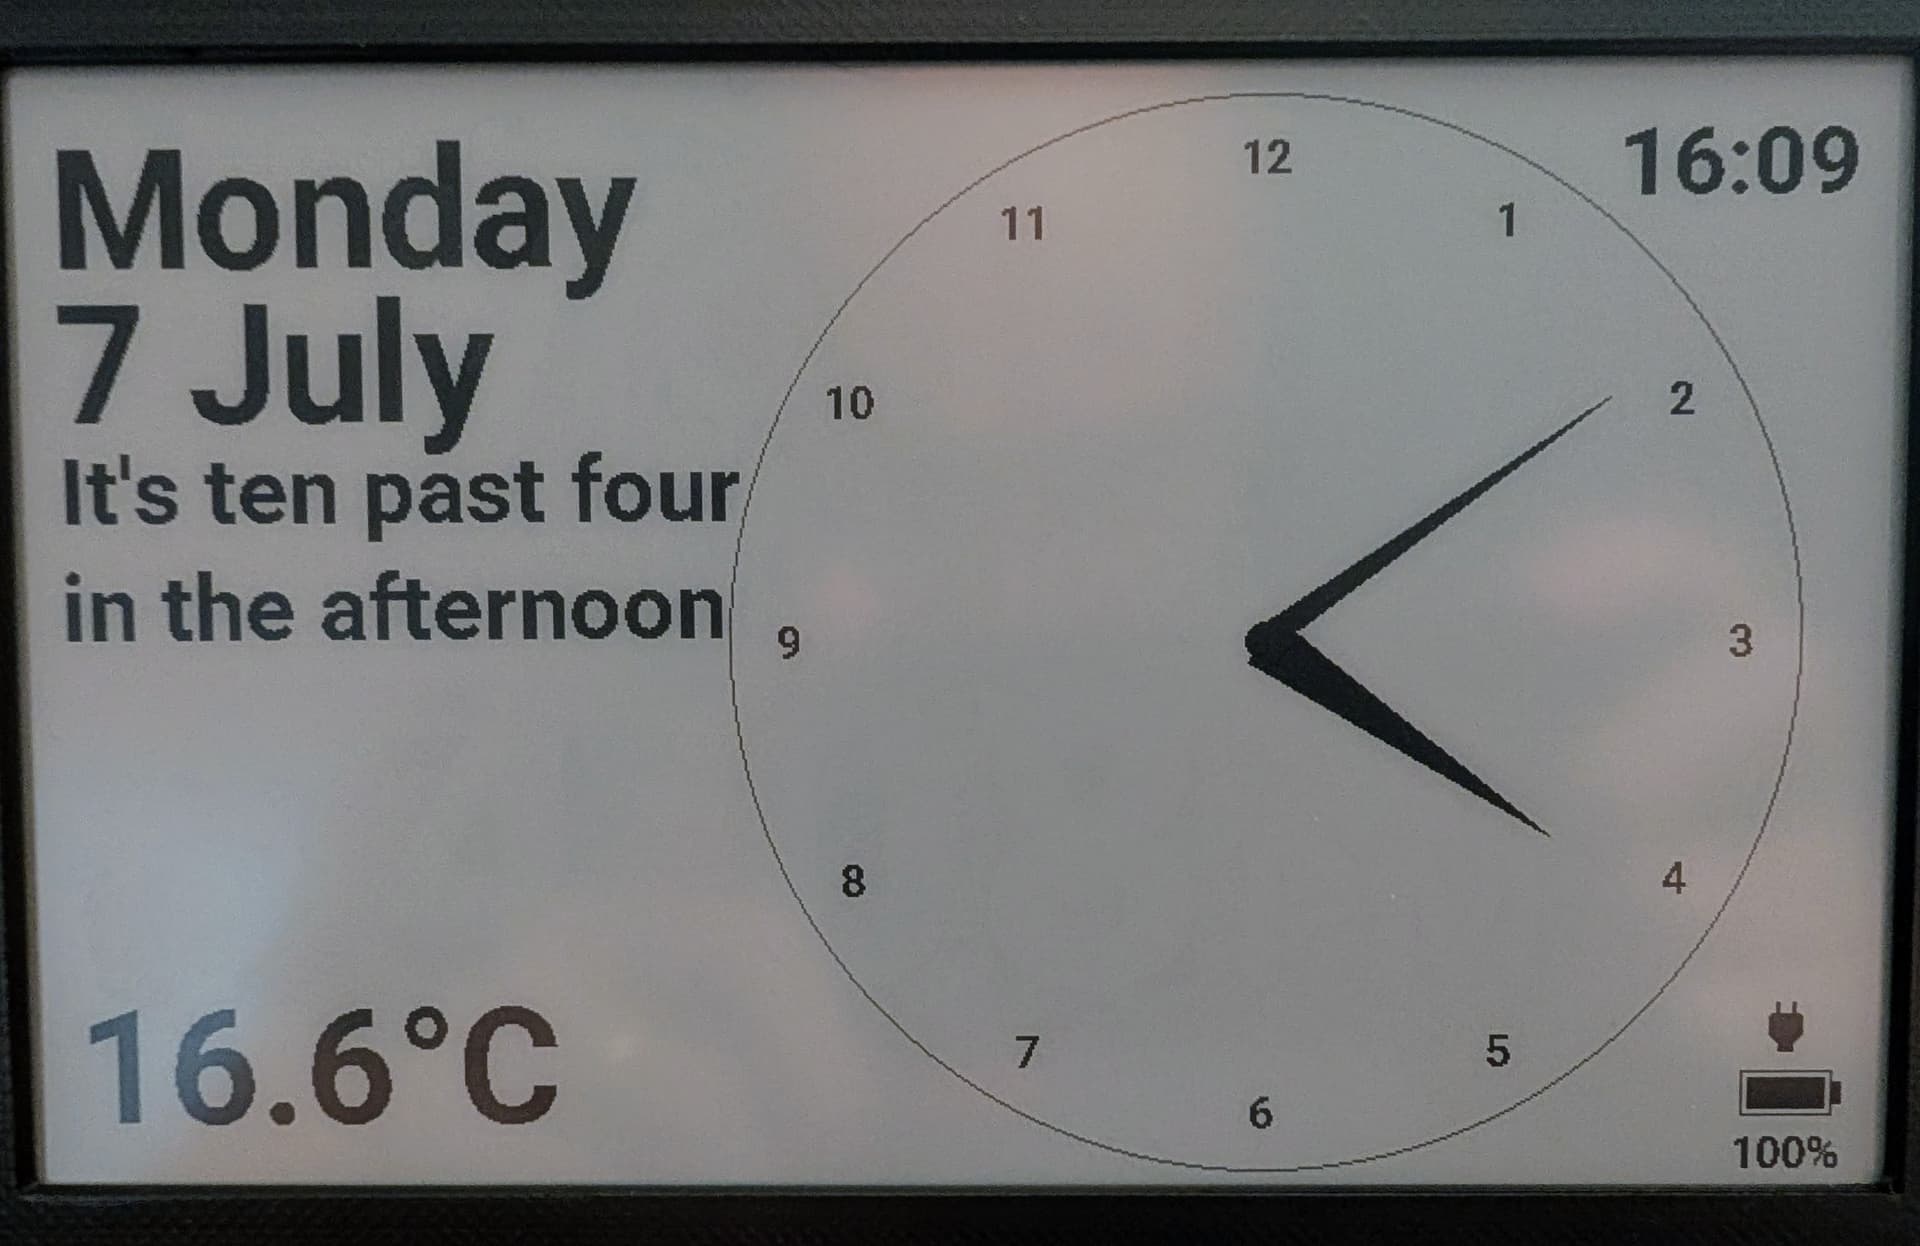 Monday
7 July
It's ten past four
in the afternoon
16.6°C
16:09
12
1
2
3
4
5
6
7
8
9
10
11
100%